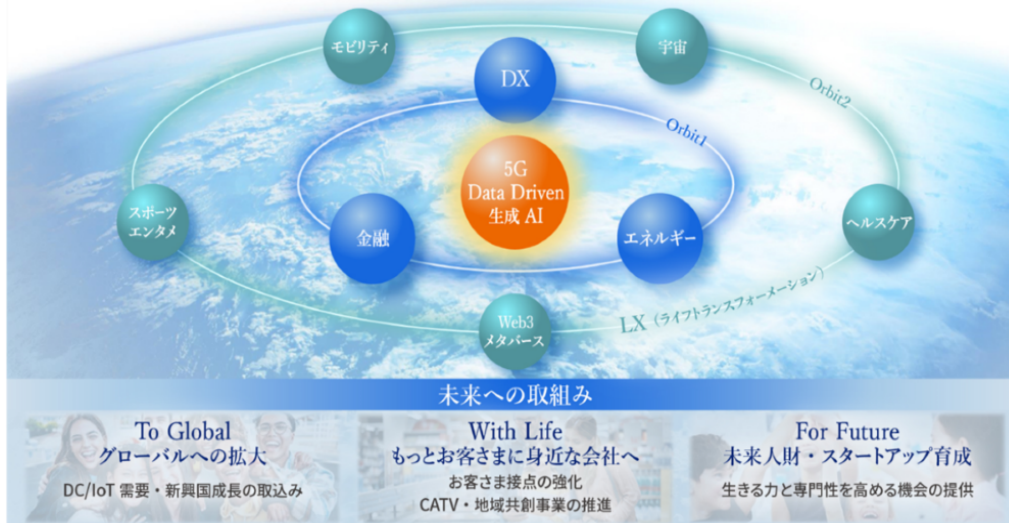 モビリティ
宇宙
DX
Orbit2
Orbit1
5G
Data Driven
生成 AI
スポーツ
エンタメ
金融
エネルギー
ヘルスケア
LX（ライフトランスフォーメーション）
Web3
メタバース
未来への取組み
To Global
グローバルへの拡大
DC/IoT 需要・新興国成長の取込み
With Life
もっとお客さまに身近な会社へ
お客さま接点の強化
CATV・地域共創事業の推進
For Future
未来人財・スタートアップ育成
生きる力と専門性を高める機会の提供